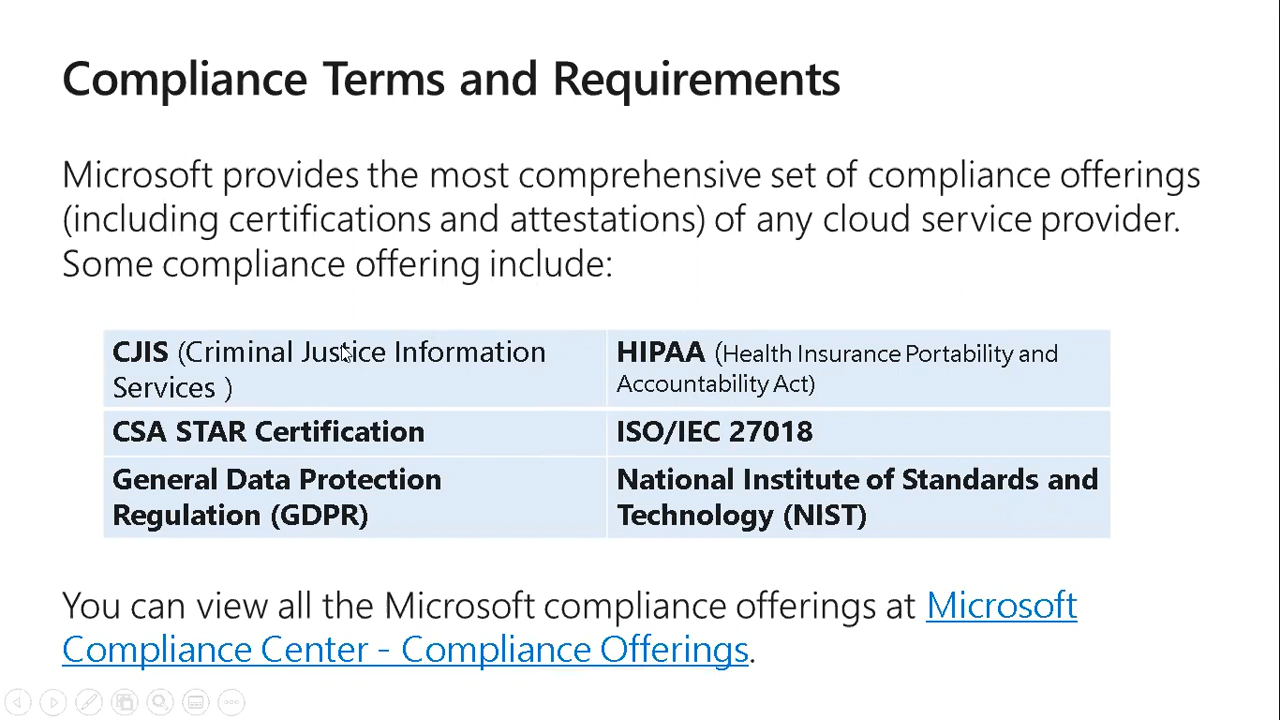 Compliance Terms and Requirements
Microsoft provides the most comprehensive set of compliance offerings
(including certifications and attestations) of any cloud service provider.
Some compliance offering include:
CJIS (Criminal Justice Information
Services )
HIPAA (Health Insurance Portability and
Accountability Act)
CSA STAR Certification
ISO/IEC 27018
General Data Protection
Regulation (GDPR)
National Institute of Standards and
Technology (NIST)
You can view all the Microsoft compliance offerings at Microsoft
Compliance Center - Compliance Offerings.